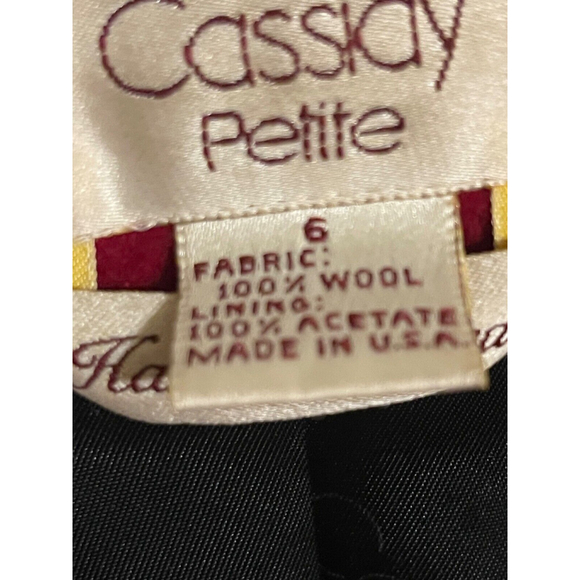 Cassidy
Petite
6
FABRIC:
100% WOOL
LINING:
100% ACETATE
MADE IN U.S.A.